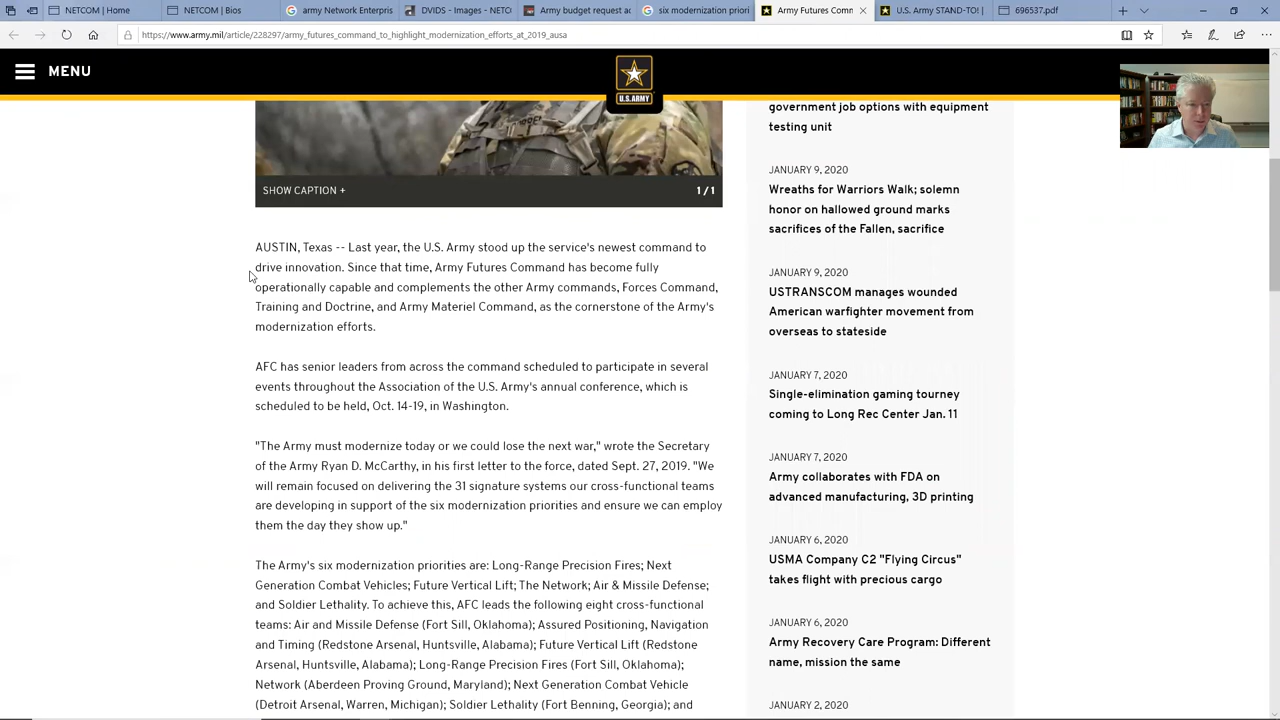 NETCOM | Home
NETCOM | Bios
army Network Enterpris
DVIDS - Images - NETC
Army budget request ac
six modernization priori
Army Futures Comm
U.S. Army STAND-TO! |
696537.pdf
https://www.army.mil/article/228297/army_futures_command_to_highlight_modernization_efforts_at_2019_ausa
MENU
U.S.ARMY
SHOW CAPTION +
1 / 1
AUSTIN, Texas -- Last year, the U.S. Army stood up the service's newest command to
drive innovation. Since that time, Army Futures Command has become fully
operationally capable and complements the other Army commands, Forces Command,
Training and Doctrine, and Army Materiel Command, as the cornerstone of the Army's
modernization efforts.
AFC has senior leaders from across the command scheduled to participate in several
events throughout the Association of the U.S. Army's annual conference, which is
scheduled to be held, Oct. 14-19, in Washington.
"The Army must modernize today or we could lose the next war," wrote the Secretary
of the Army Ryan D. McCarthy, in his first letter to the force, dated Sept. 27, 2019. "We
will remain focused on delivering the 31 signature systems our cross-functional teams
are developing in support of the six modernization priorities and ensure we can employ
them the day they show up."
The Army's six modernization priorities are: Long-Range Precision Fires; Next
Generation Combat Vehicles; Future Vertical Lift; The Network; Air & Missile Defense;
and Soldier Lethality. To achieve this, AFC leads the following eight cross-functional
teams: Air and Missile Defense (Fort Sill, Oklahoma); Assured Positioning, Navigation
and Timing (Redstone Arsenal, Huntsville, Alabama); Future Vertical Lift (Redstone
Arsenal, Huntsville, Alabama); Long-Range Precision Fires (Fort Sill, Oklahoma);
Network (Aberdeen Proving Ground, Maryland); Next Generation Combat Vehicle
(Detroit Arsenal, Warren, Michigan); Soldier Lethality (Fort Benning, Georgia); and
government job options with equipment
testing unit
JANUARY 9, 2020
Wreaths for Warriors Walk; solemn
honor on hallowed ground marks
sacrifices of the Fallen, sacrifice
JANUARY 9, 2020
USTRANSCOM manages wounded
American warfighter movement from
overseas to stateside
JANUARY 7, 2020
Single-elimination gaming tourney
coming to Long Rec Center Jan. 11
JANUARY 7, 2020
Army collaborates with FDA on
advanced manufacturing, 3D printing
JANUARY 6, 2020
USMA Company C2 "Flying Circus"
takes flight with precious cargo
JANUARY 6, 2020
Army Recovery Care Program: Different
name, mission the same
JANUARY 2, 2020